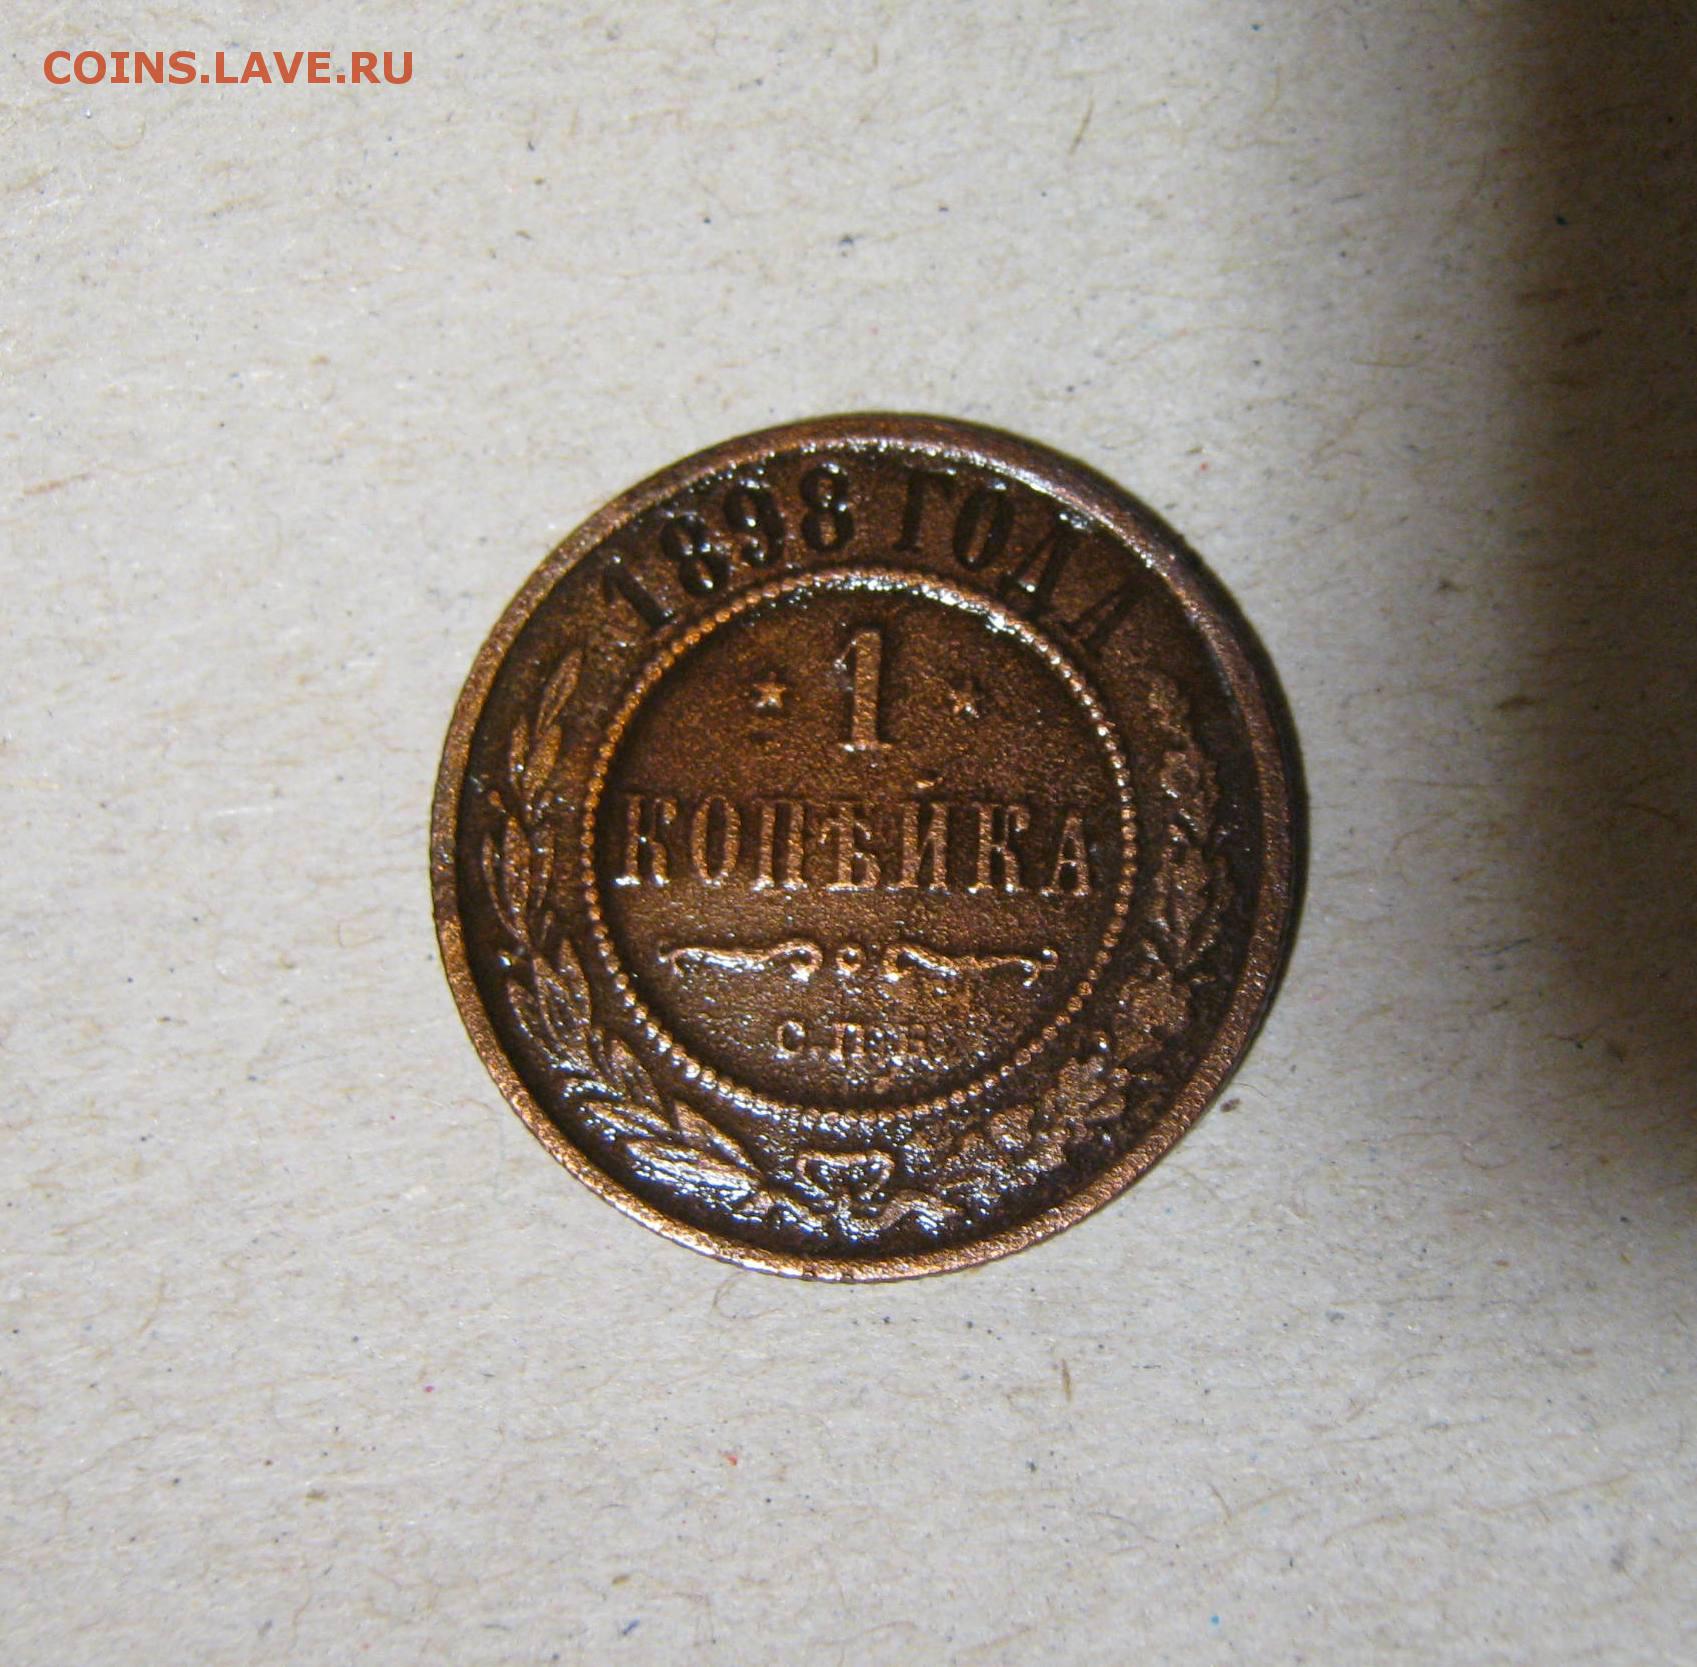 COINS.LAVE.RU
1898 ГОДА
* 1 *
КОПѢЙКА
С.П.Б.